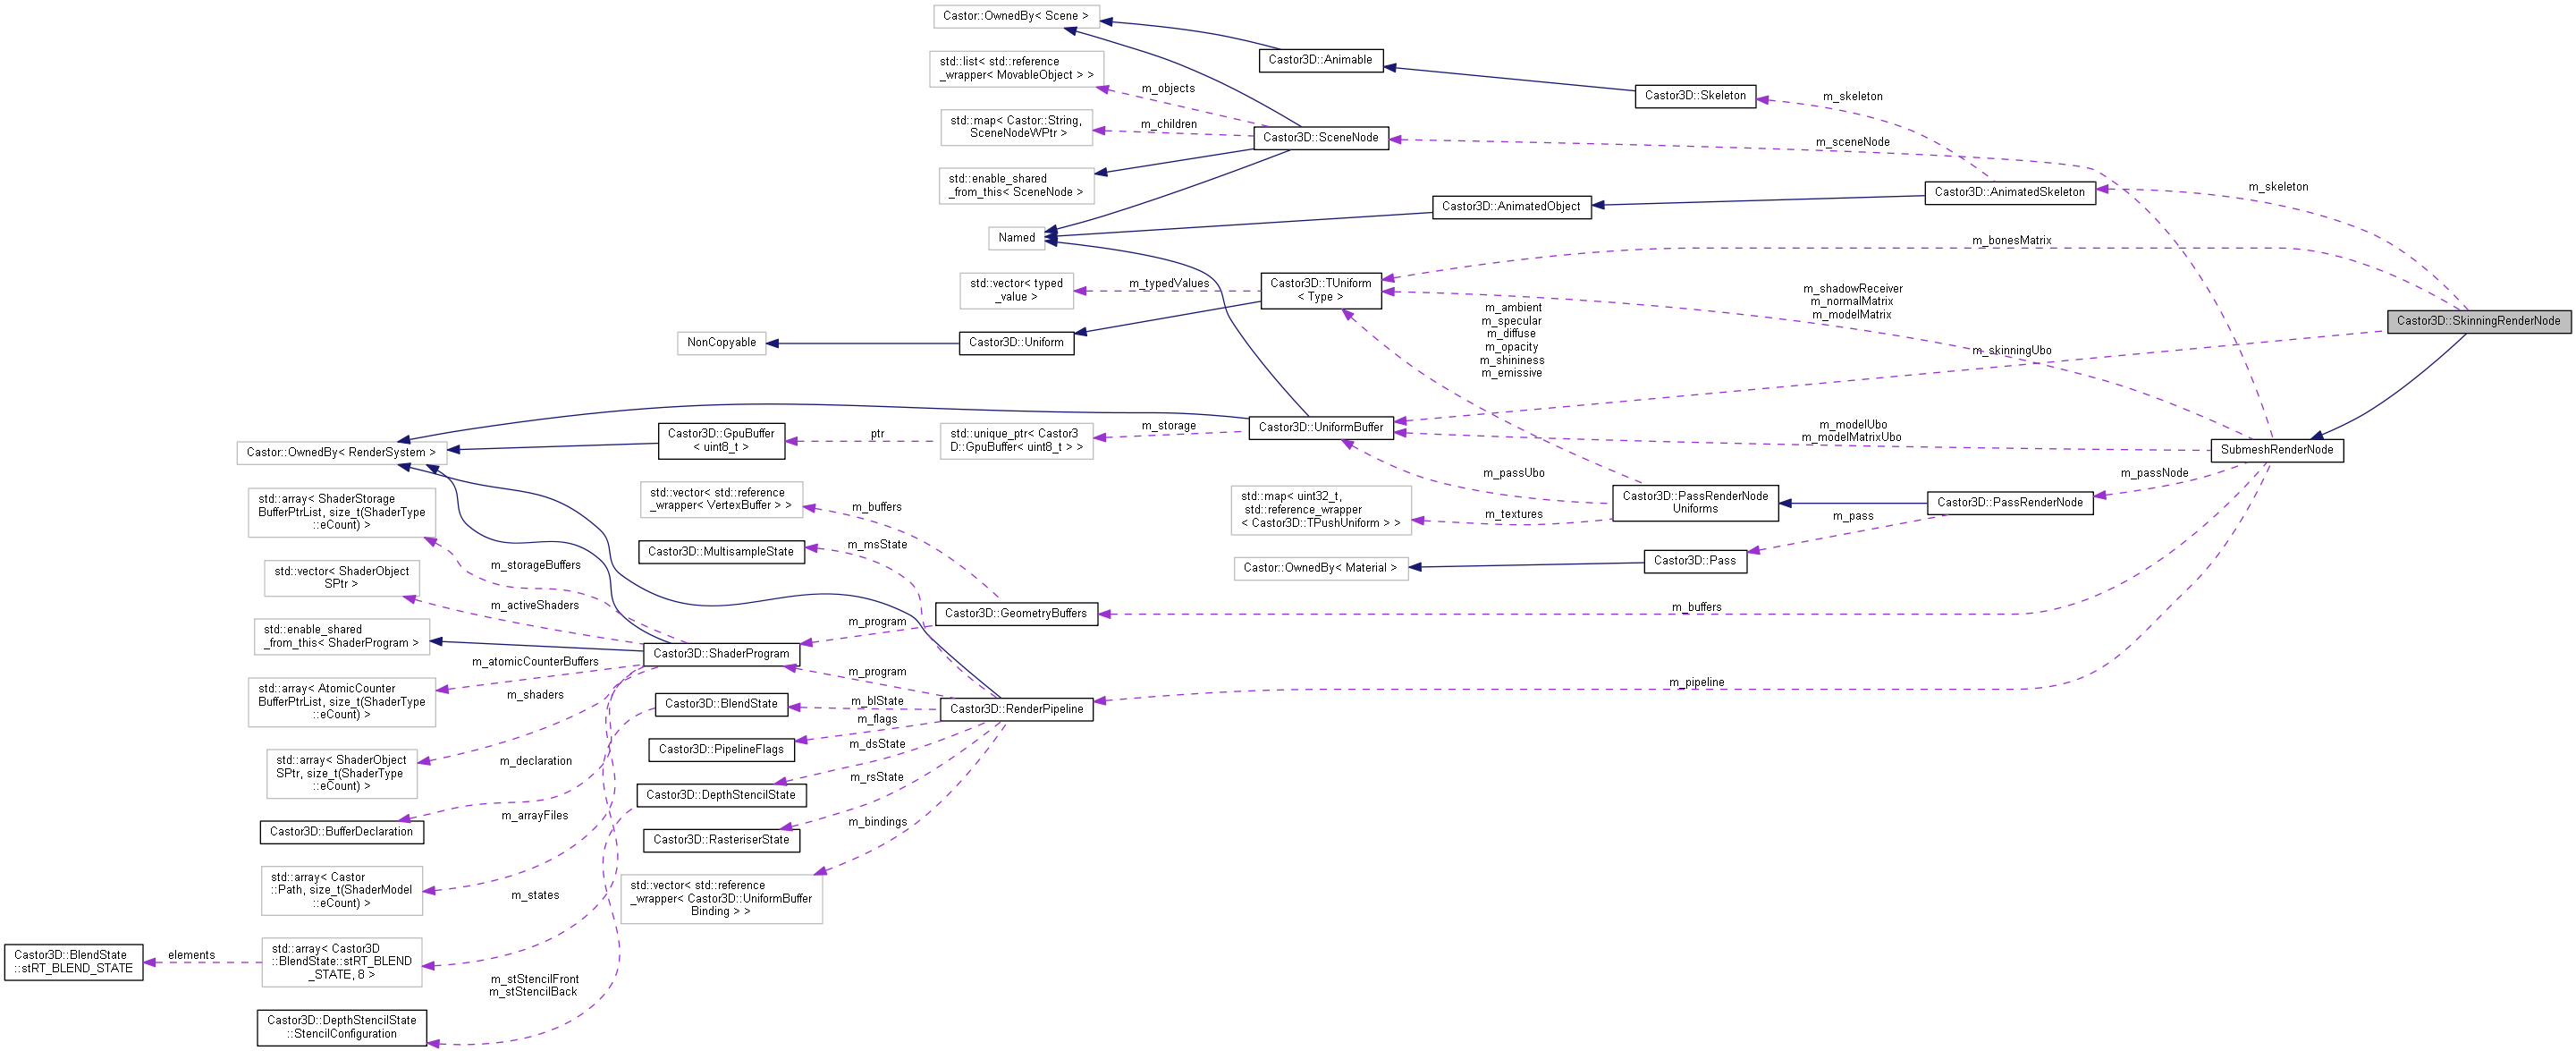 Castor::OwnedBy< Scene >
std::list< std::reference
_wrapper< MovableObject > >
std::map< Castor::String,
SceneNodeWPtr >
std::enable_shared
_from_this< SceneNode >
Named
Castor3D::Animable
Castor3D::Skeleton
m_skeleton
m_objects
m_children
Castor3D::SceneNode
m_sceneNode
Castor3D::AnimatedObject
Castor3D::AnimatedSkeleton
m_skeleton
m_bonesMatrix
std::vector< typed
_value >
m_typedValues
Castor3D::TUniform
< Type >
m_shadowReceiver
m_normalMatrix
m_modelMatrix
m_ambient
m_specular
m_diffuse
m_opacity
m_shininess
m_emissive
Castor3D::SkinningRenderNode
NonCopyable
Castor3D::Uniform
m_skinningUbo
Castor::OwnedBy< RenderSystem >
Castor3D::GpuBuffer
< uint8_t >
ptr
std::unique_ptr< Castor3
D::GpuBuffer< uint8_t > >
m_storage
Castor3D::UniformBuffer
m_modelUbo
m_modelMatrixUbo
SubmeshRenderNode
m_passUbo
m_passNode
std::map< uint32_t,
std::reference_wrapper
< Castor3D::TPushUniform > >
m_textures
Castor3D::PassRenderNode
Uniforms
Castor3D::PassRenderNode
m_pass
Castor::OwnedBy< Material >
Castor3D::Pass
std::array< ShaderStorage
BufferPtrList, size_t(ShaderType
::eCount) >
std::vector< std::reference
_wrapper< VertexBuffer > >
m_buffers
Castor3D::MultisampleState
m_msState
m_storageBuffers
std::vector< ShaderObject
SPtr >
m_activeShaders
Castor3D::GeometryBuffers
m_buffers
m_program
std::enable_shared
_from_this< ShaderProgram >
Castor3D::ShaderProgram
m_atomicCounterBuffers
m_program
std::array< AtomicCounter
BufferPtrList, size_t(ShaderType
::eCount) >
m_shaders
Castor3D::BlendState
m_blState
Castor3D::RenderPipeline
m_pipeline
m_flags
Castor3D::PipelineFlags
m_dsState
std::array< ShaderObject
SPtr, size_t(ShaderType
::eCount) >
m_declaration
m_rsState
Castor3D::DepthStencilState
m_arrayFiles
m_bindings
Castor3D::BufferDeclaration
Castor3D::RasteriserState
std::array< Castor
::Path, size_t(ShaderModel
::eCount) >
m_states
std::vector< std::reference
_wrapper< Castor3D::UniformBuffer
Binding > >
Castor3D::BlendState
::stRT_BLEND_STATE
elements
std::array< Castor3D
::BlendState::stRT_BLEND
_STATE, 8 >
m_stStencilFront
m_stStencilBack
Castor3D::DepthStencilState
::StencilConfiguration